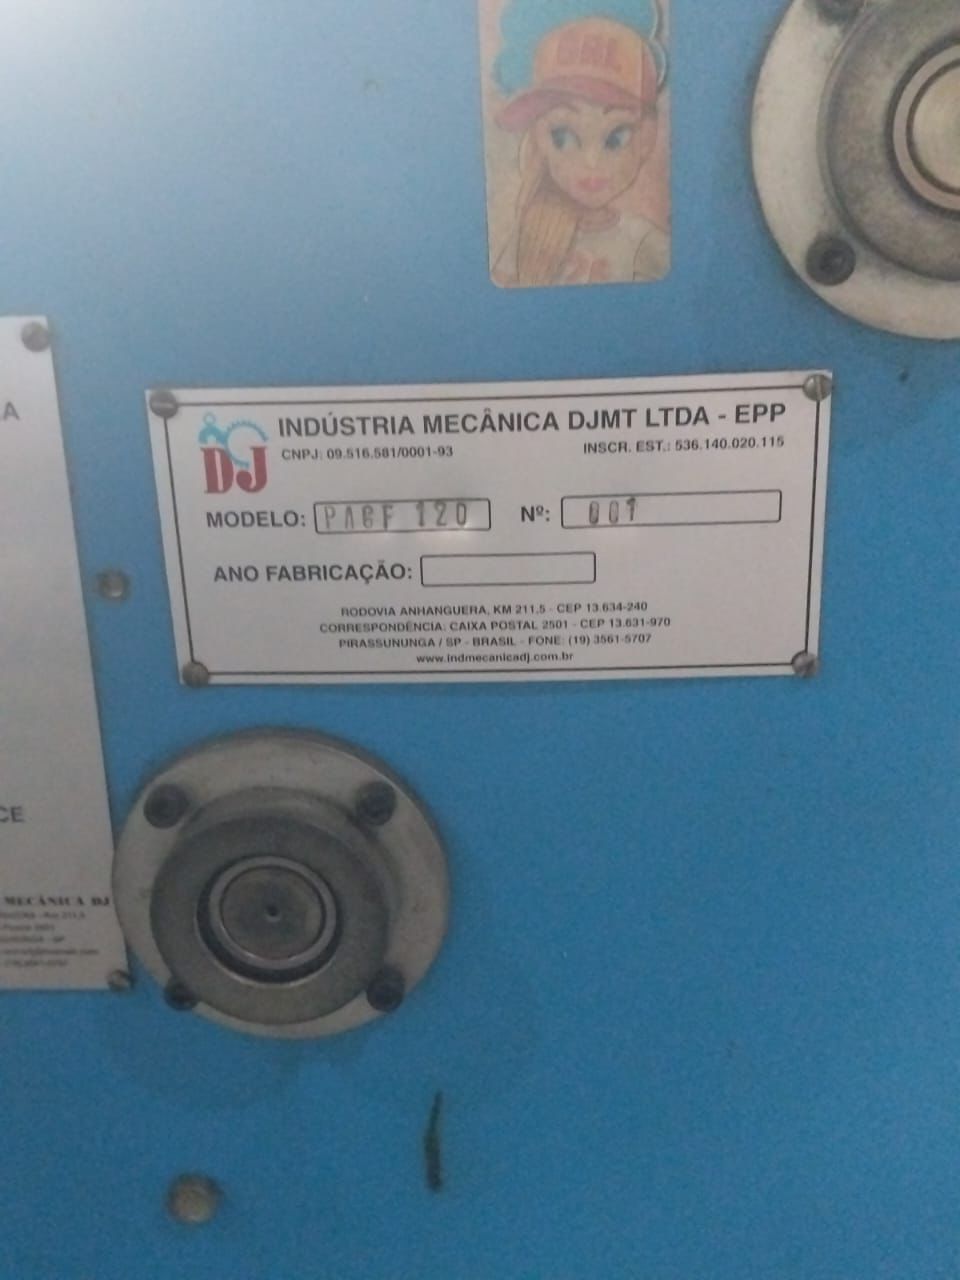 GRL
A
DJ
INDÚSTRIA MECÂNICA DJMT LTDA - EPP
CNPJ: 09.516.581/0001-93 INSCR. EST.: 536.140.020.115
MODELO: PACF 120 Nº: 001
ANO FABRICAÇÃO:
RODOVIA ANHANGUERA, KM 211,5 - CEP 13.634-240
CORRESPONDÊNCIA: CAIXA POSTAL 2501 - CEP 13.631-970
PIRASSUNUNGA / SP - BRASIL - FONE: (19) 3561-5707
www.indmecanicadj.com.br
CE
MECÂNICA DJ